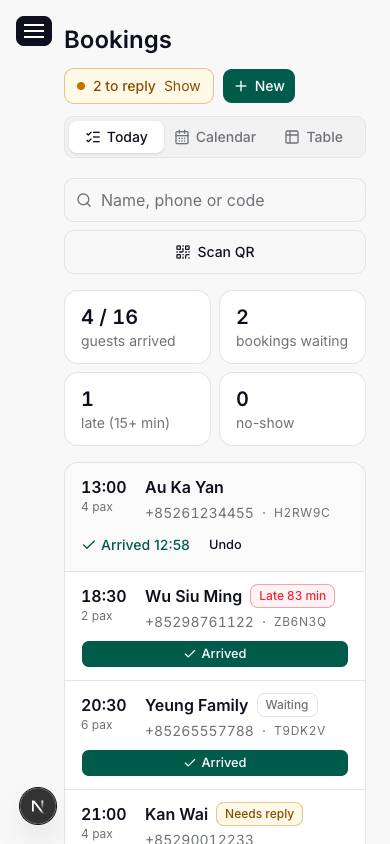 Bookings
2 to reply Show
New
Today
Calendar
Table
Name, phone or code
Scan QR
4 / 16
guests arrived
2
bookings waiting
1
late (15+ min)
0
no-show
13:00 Au Ka Yan
4 pax +85261234455 · H2RW9C
Arrived 12:58 Undo
18:30 Wu Siu Ming Late 83 min
2 pax +85298761122 · ZB6N3Q
Arrived
20:30 Yeung Family Waiting
6 pax +85265557788 · T9DK2V
Arrived
21:00 Kan Wai Needs reply
4 pax +85290012233
N